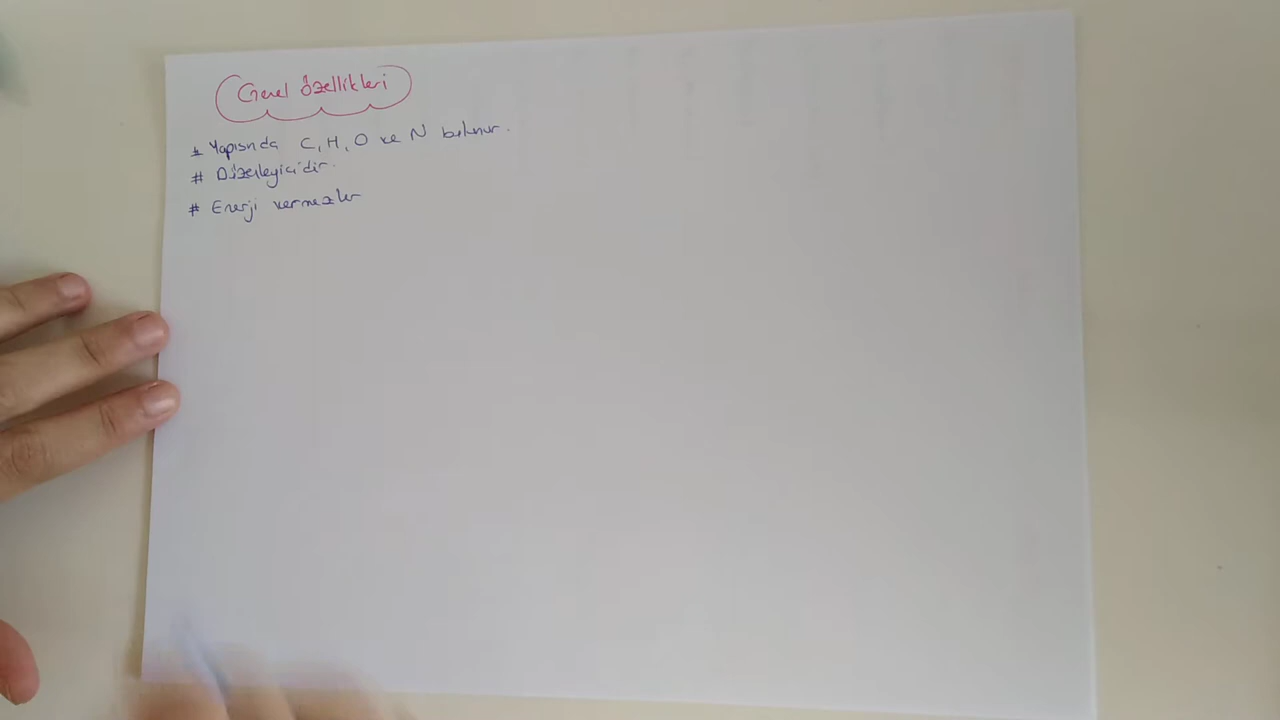 Genel özellikleri
# Yapısında C, H, O ve N bulunur.
# Düzenleyicidir.
# Enerji vermezler